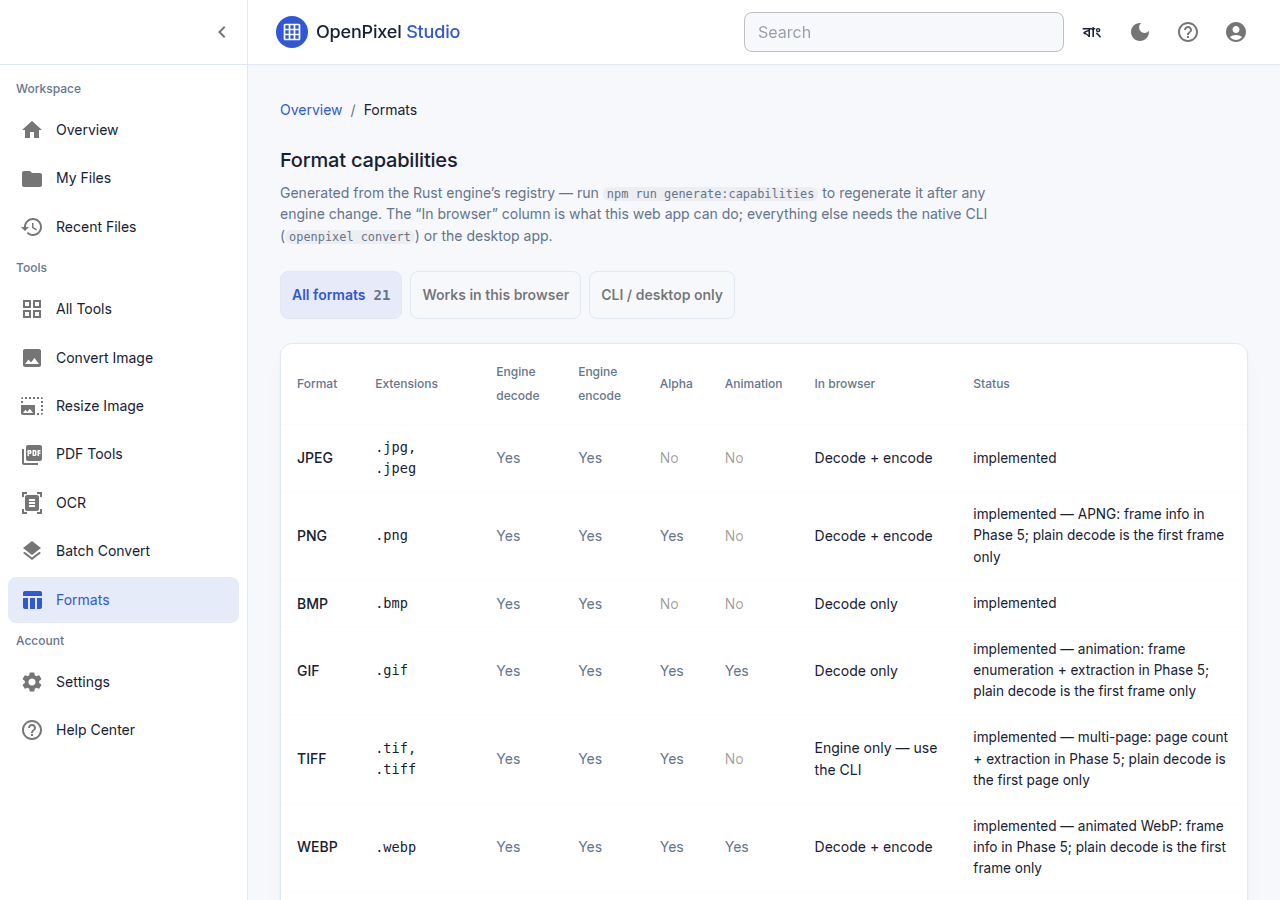 OpenPixel Studio
Search
বাং
Workspace
Overview
My Files
Recent Files
Tools
All Tools
Convert Image
Resize Image
PDF Tools
OCR
Batch Convert
Formats
Account
Settings
Help Center
Overview / Formats
Format capabilities
Generated from the Rust engine’s registry — run npm run generate:capabilities to regenerate it after any
engine change. The “In browser” column is what this web app can do; everything else needs the native CLI
(openpixel convert) or the desktop app.
All formats 21
Works in this browser
CLI / desktop only
Format Extensions Engine decode Engine encode Alpha Animation In browser Status
JPEG .jpg, .jpeg Yes Yes No No Decode + encode implemented
PNG .png Yes Yes Yes No Decode + encode implemented — APNG: frame info in
Phase 5; plain decode is the first frame
only
BMP .bmp Yes Yes No No Decode only implemented
GIF .gif Yes Yes Yes Yes Decode only implemented — animation: frame
enumeration + extraction in Phase 5;
plain decode is the first frame only
TIFF .tif, .tiff Yes Yes Yes No Engine only — use the CLI implemented — multi-page: page count
+ extraction in Phase 5; plain decode is
the first page only
WEBP .webp Yes Yes Yes Yes Decode + encode implemented — animated WebP: frame
info in Phase 5; plain decode is the first
frame only